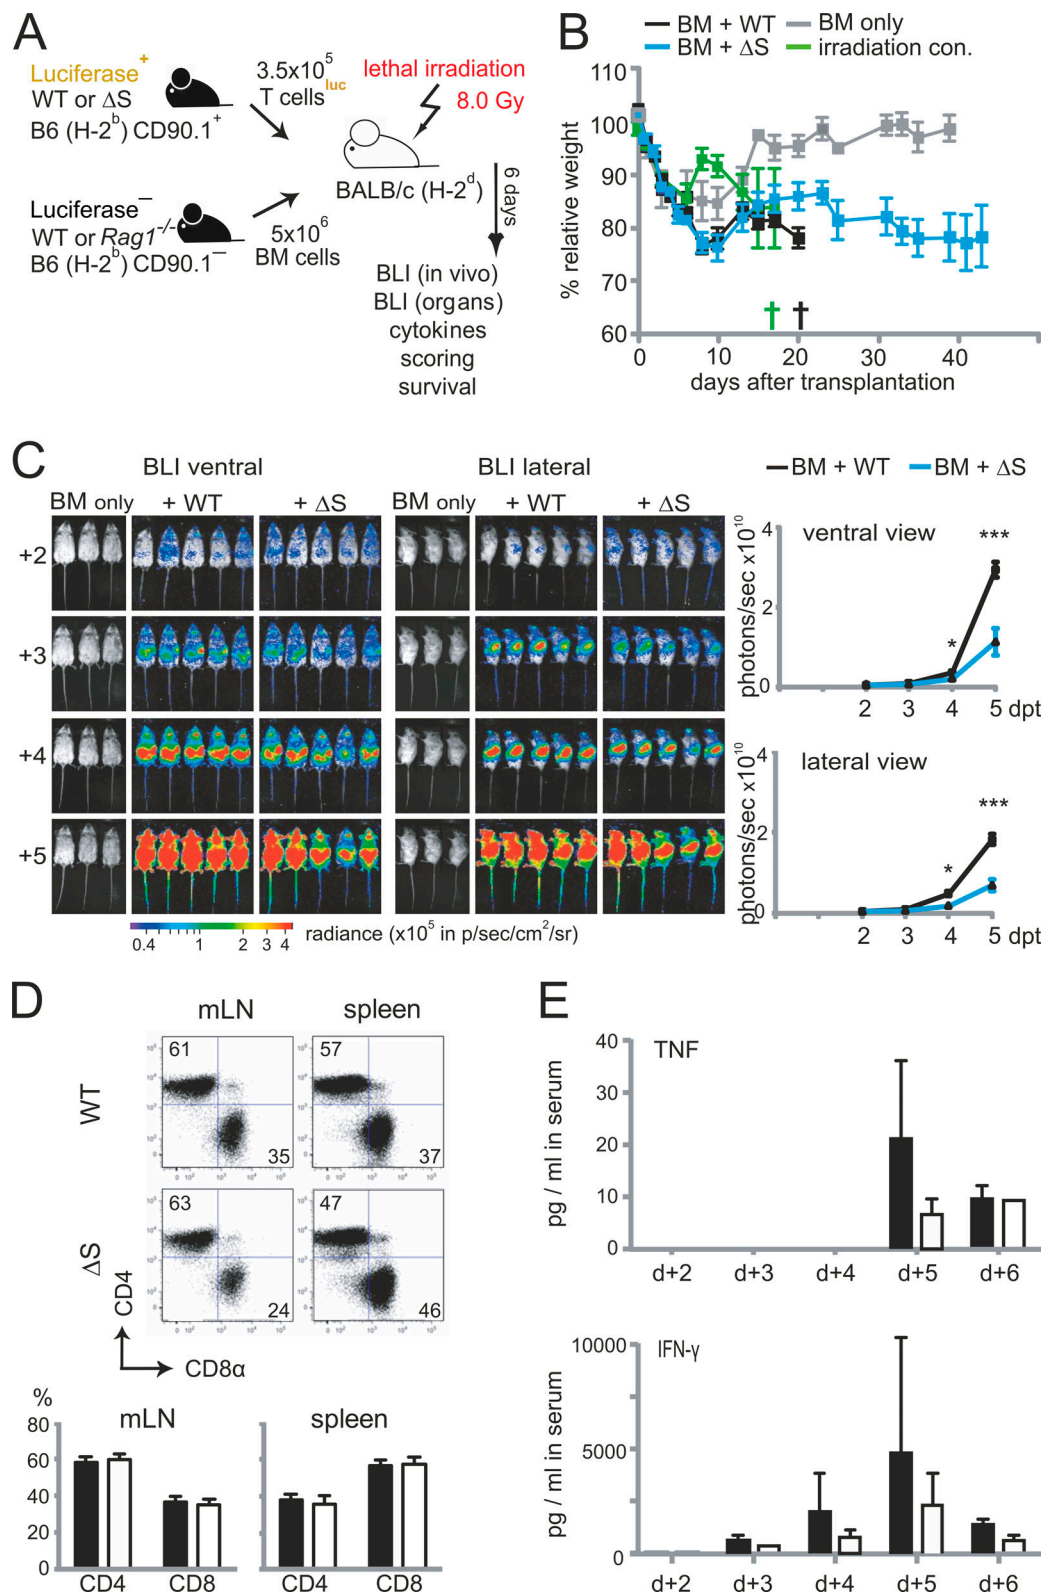 A
Luciferase+
WT or ΔS
B6 (H-2b) CD90.1+
3.5x105
T cells luc
lethal irradiation
8.0 Gy
BALB/c (H-2d)
6 days
Luciferase−
WT or Rag1-/-
B6 (H-2b) CD90.1−
5x106
BM cells
BLI (in vivo)
BLI (organs)
cytokines
scoring
survival
B
BM + WT
BM only
BM + ΔS
irradiation con.
% relative weight
110
100
90
80
70
60
† †
0 10 20 30 40
days after transplantation
C
BLI ventral
BLI lateral
BM only + WT + ΔS
BM only + WT + ΔS
+2
+3
+4
+5
0.4 1 2 3 4
radiance (x105 in p/sec/cm2/sr)
BM + WT BM + ΔS
ventral view
photons/sec x1010
4
2
0
*
***
2 3 4 5 dpt
lateral view
photons/sec x1010
4
2
0
*
***
2 3 4 5 dpt
D
mLN spleen
WT
61
35
57
37
ΔS
63
24
47
46
CD4
CD8α
%
mLN
spleen
80
60
40
20
0
CD4 CD8 CD4 CD8
E
TNF
pg / ml in serum
40
30
20
10
0
d+2 d+3 d+4 d+5 d+6
IFN-γ
pg / ml in serum
10000
5000
0
d+2 d+3 d+4 d+5 d+6